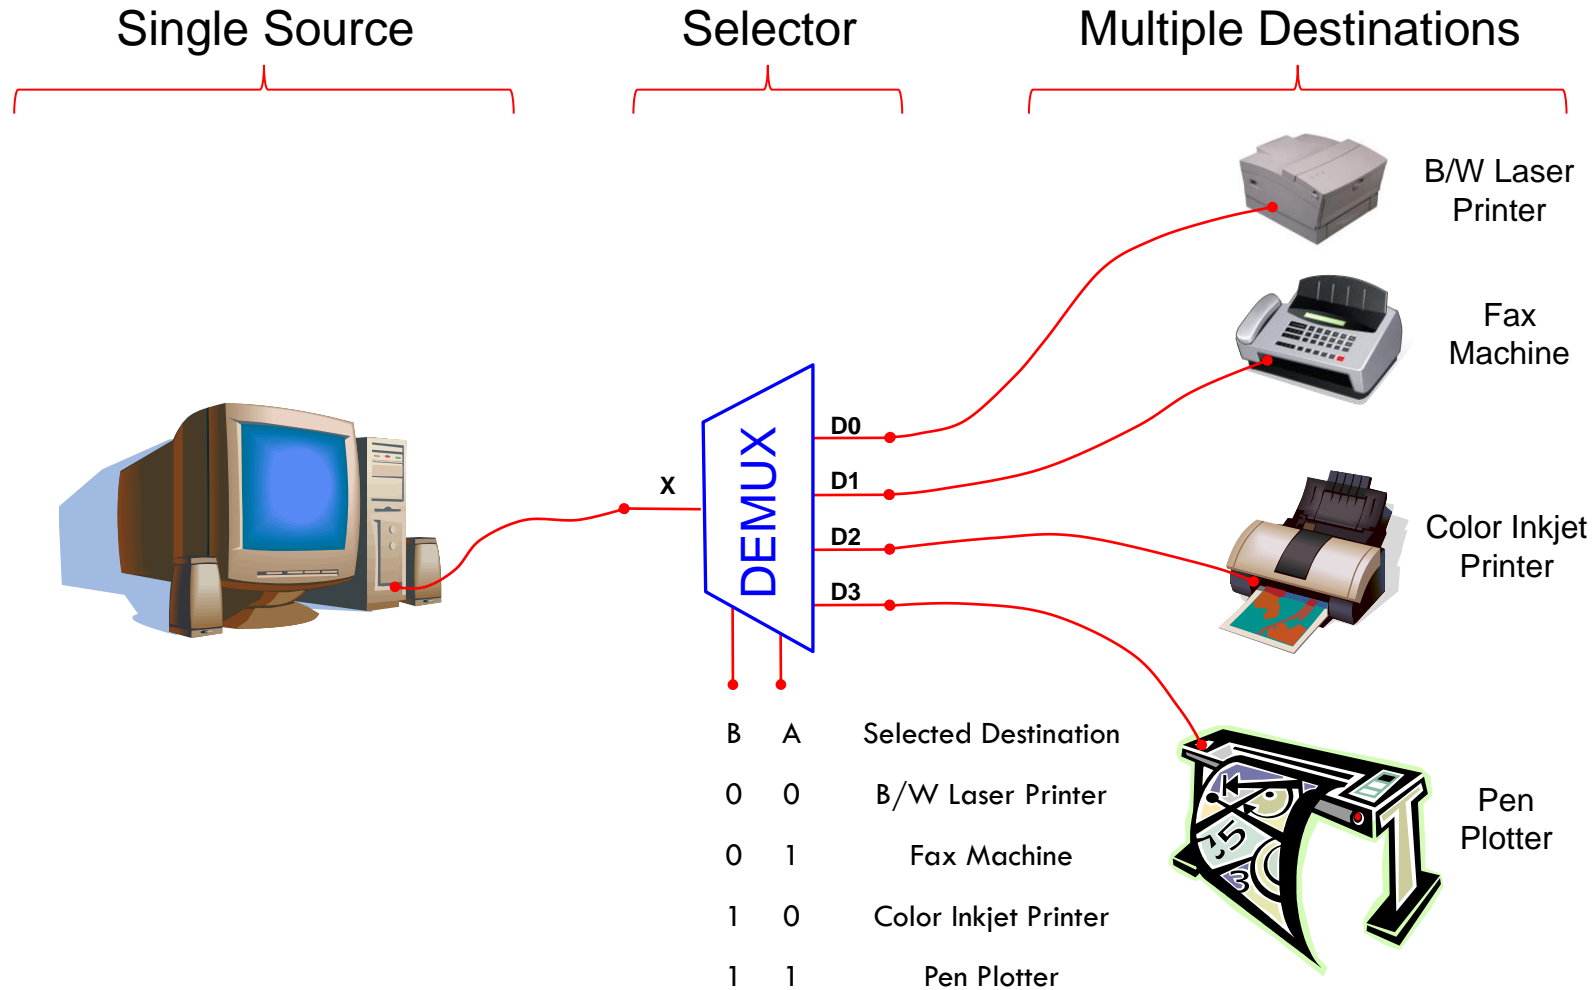 Single Source
Selector
Multiple Destinations
B/W Laser
Printer
Fax
Machine
D0
X
D1
DEMUX
D2
D3
Color Inkjet
Printer
B A Selected Destination
0 0 B/W Laser Printer
0 1 Fax Machine
1 0 Color Inkjet Printer
1 1 Pen Plotter
Pen
Plotter